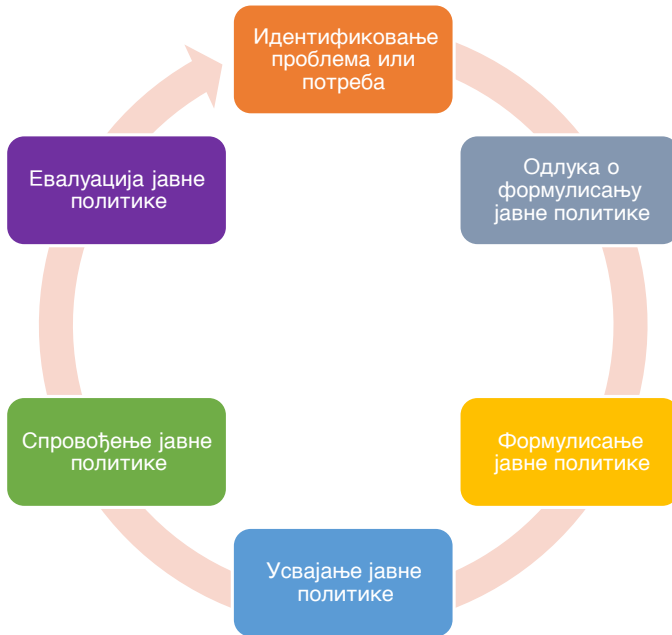 Идентификовање
проблема или
потреба
Одлука о
формулисању
јавне политике
Формулисање
јавне политике
Усвајање јавне
политике
Спровођење јавне
политике
Евалуација јавне
политике